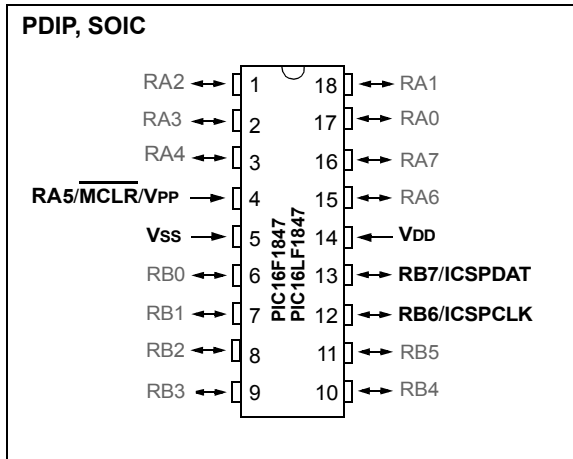 PDIP, SOIC
RA2 1 18 RA1
RA3 2 17 RA0
RA4 3 16 RA7
RA5/MCLR/VPP 4 15 RA6
VSS 5 14 VDD
RB0 6 13 RB7/ICSPDAT
RB1 7 12 RB6/ICSPCLK
RB2 8 11 RB5
RB3 9 10 RB4
PIC16F1847
PIC16LF1847